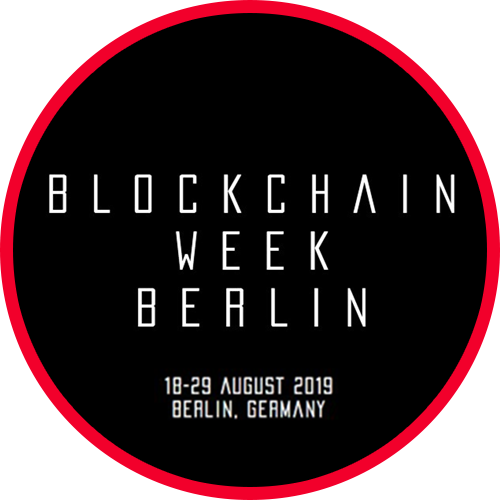 BLOCKCHAIN
WEEK
BERLIN
18-29 AUGUST 2019
BERLIN, GERMANY